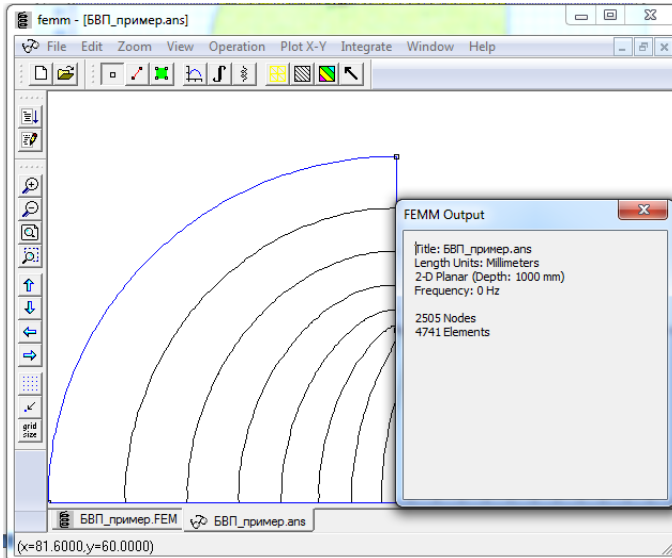 femm - [БВП_пример.ans]
File Edit Zoom View Operation Plot X-Y Integrate Window Help
FEMM Output
Title: БВП_пример.ans
Length Units: Millimeters
2-D Planar (Depth: 1000 mm)
Frequency: 0 Hz
2505 Nodes
4741 Elements
grid
size
БВП_пример.FEM БВП_пример.ans
(x=81.6000,y=60.0000)